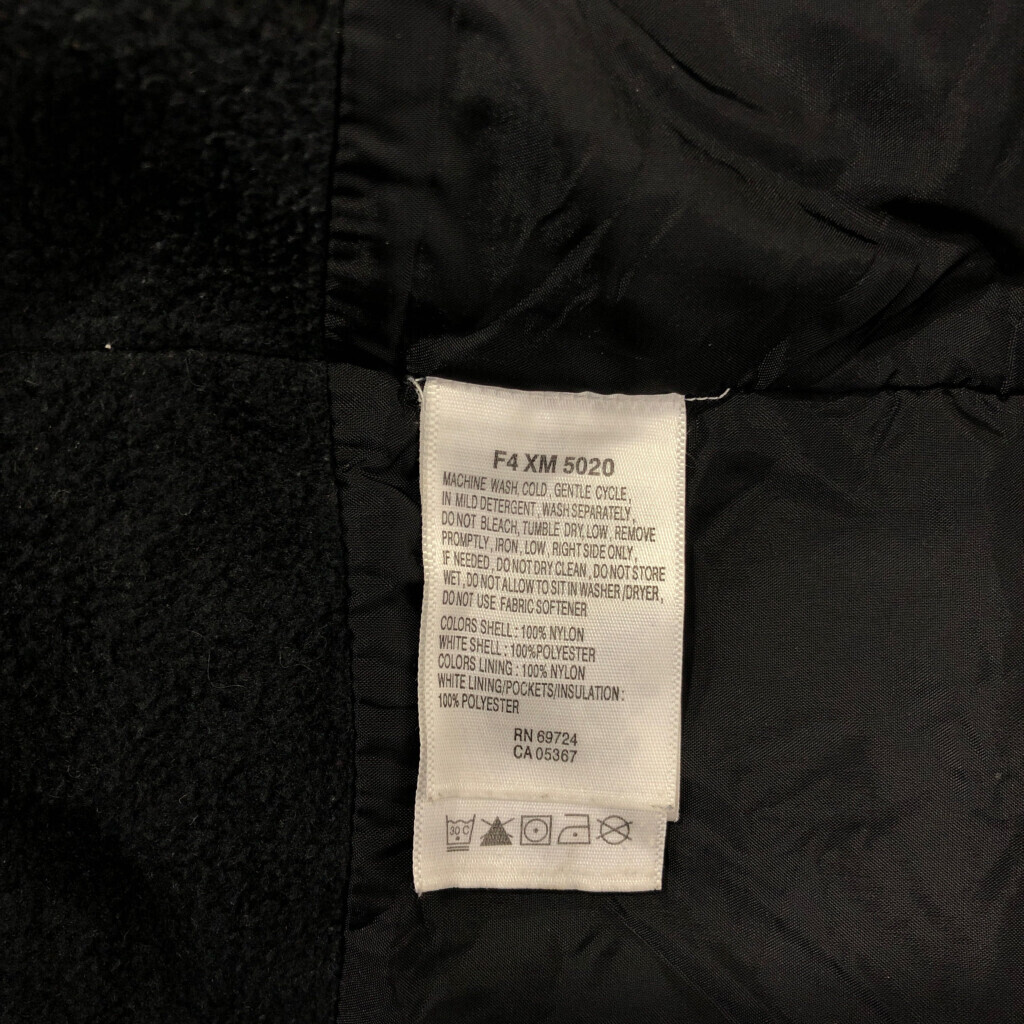 F4 XM 5020
MACHINE WASH, COLD, GENTLE CYCLE,
IN MILD DETERGENT, WASH SEPARATELY,
DO NOT BLEACH, TUMBLE DRY, LOW, REMOVE
PROMPTLY, IRON, LOW, RIGHT SIDE ONLY,
IF NEEDED, DO NOT DRY CLEAN, DO NOT STORE
WET, DO NOT ALLOW TO SIT IN WASHER/DRYER,
DO NOT USE FABRIC SOFTENER
COLORS SHELL : 100% NYLON
WHITE SHELL : 100%POLYESTER
COLORS LINING : 100% NYLON
WHITE LINING/POCKETS/INSULATION :
100% POLYESTER
RN 69724
CA 05367
30 C